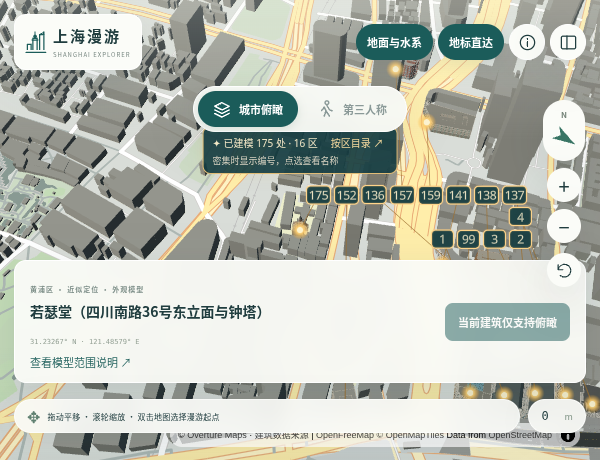 上海漫游
SHANGHAI EXPLORER
地面与水系
地标直达
城市俯瞰
第三人称
N
✦ 已建模 175 处 · 16 区 按区目录 ↗
密集时显示编号，点选查看名称
175 152 136 157 159 141 138 137
4
1 99 3 2
+
−
黄浦区 · 近似定位 · 外观模型
若瑟堂（四川南路36号东立面与钟塔）
当前建筑仅支持俯瞰
31.23267° N · 121.48579° E
查看模型范围说明 ↗
拖动平移 · 滚轮缩放 · 双击地图选择漫游起点
0 m
© Overture Maps · 建筑数据来源 | OpenFreeMap © OpenMapTiles Data from OpenStreetMap